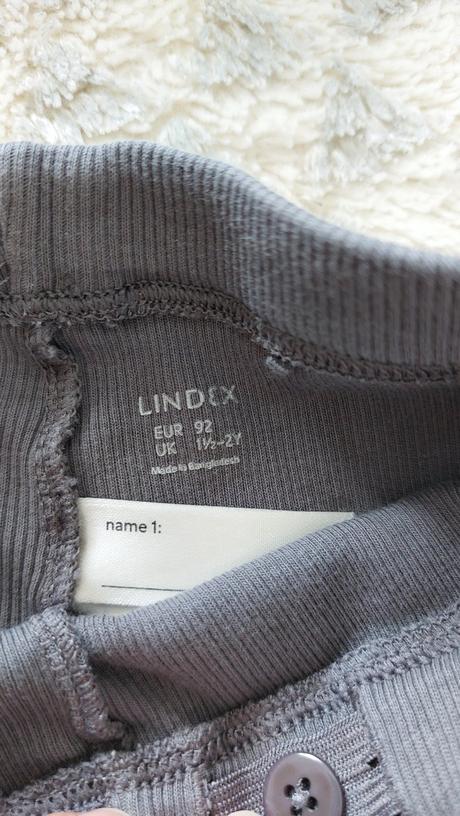 LINDEX
EUR 92
UK 1½-2Y
Made in Bangladesh
name 1: